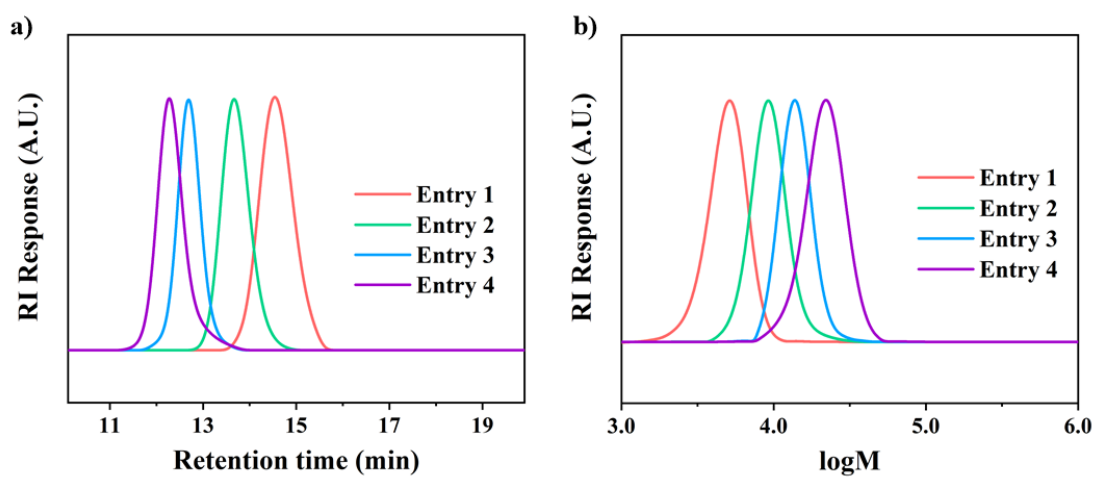 a)
RI Response (A.U.)
Entry 1
Entry 2
Entry 3
Entry 4
11 13 15 17 19
Retention time (min)
b)
RI Response (A.U.)
Entry 1
Entry 2
Entry 3
Entry 4
3.0 4.0 5.0 6.0
logM